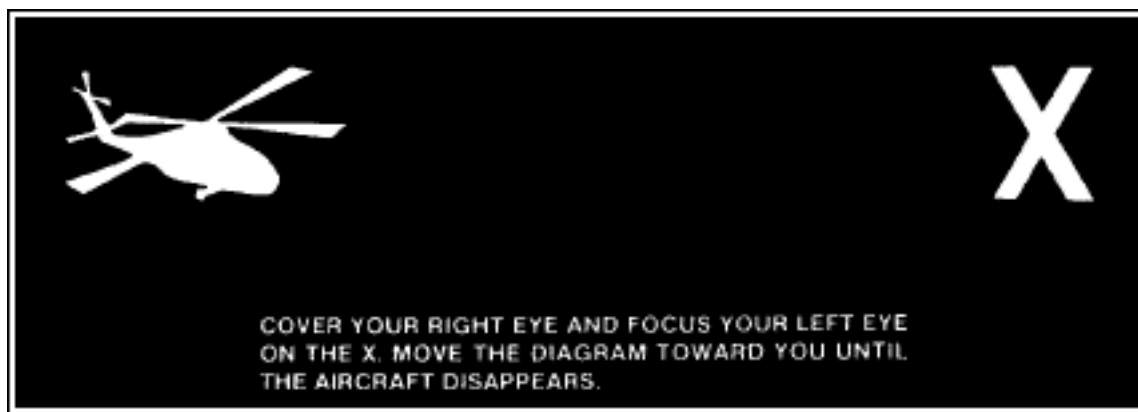 X
COVER YOUR RIGHT EYE AND FOCUS YOUR LEFT EYE
ON THE X. MOVE THE DIAGRAM TOWARD YOU UNTIL
THE AIRCRAFT DISAPPEARS.